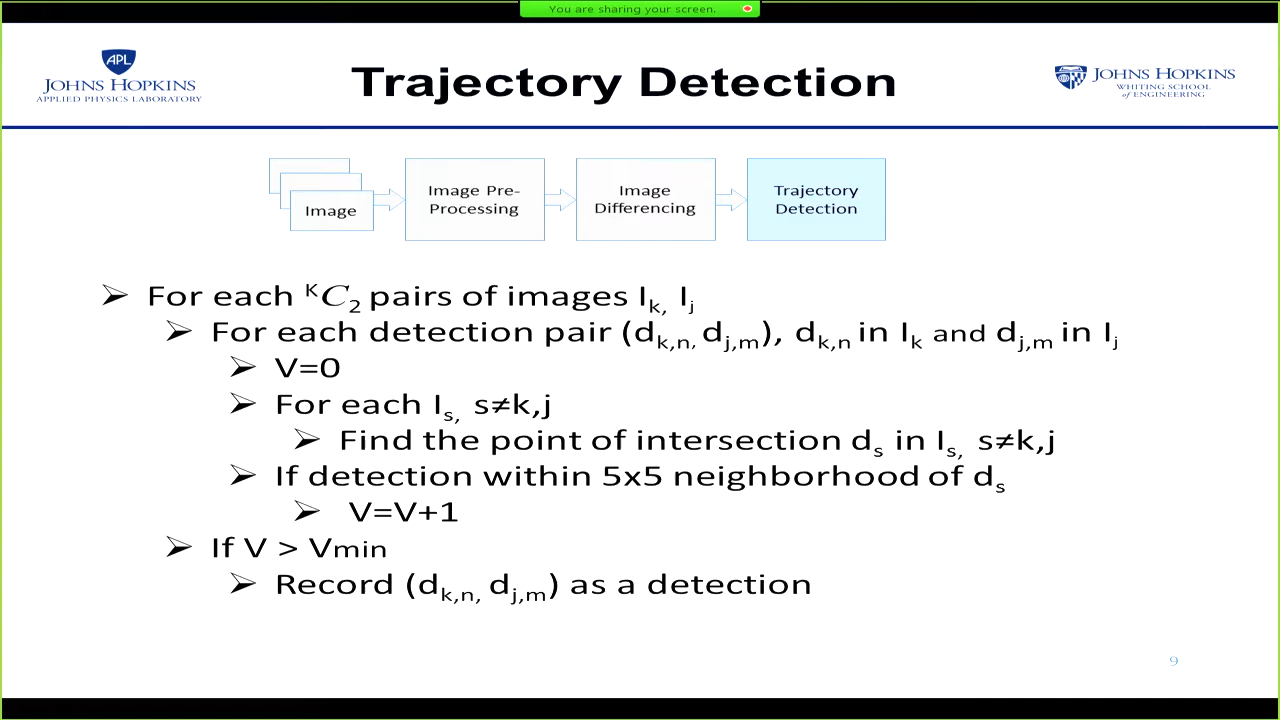 You are sharing your screen.
APL
JOHNS HOPKINS
APPLIED PHYSICS LABORATORY
Trajectory Detection
JOHNS HOPKINS
WHITING SCHOOL
of ENGINEERING
Image
Image Pre-
Processing
Image
Differencing
Trajectory
Detection
➢ For each ᴷC₂ pairs of images Iₖ, Iⱼ
➢ For each detection pair (dₖ,ₙ, dⱼ,ₘ), dₖ,ₙ in Iₖ and dⱼ,ₘ in Iⱼ
➢ V=0
➢ For each Iₛ, s≠k,j
➢ Find the point of intersection dₛ in Iₛ, s≠k,j
➢ If detection within 5x5 neighborhood of dₛ
➢ V=V+1
➢ If V > Vmin
➢ Record (dₖ,ₙ, dⱼ,ₘ) as a detection
9